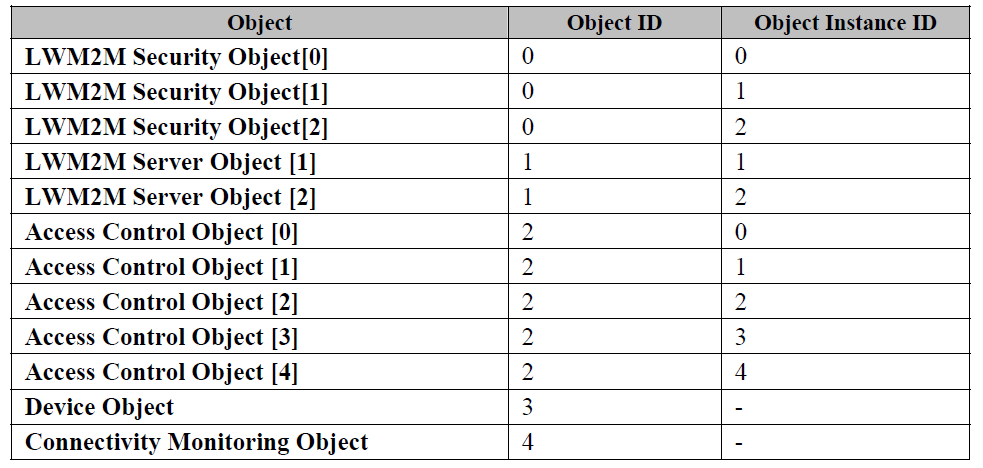 Object Object ID Object Instance ID
LWM2M Security Object[0] 0 0
LWM2M Security Object[1] 0 1
LWM2M Security Object[2] 0 2
LWM2M Server Object [1] 1 1
LWM2M Server Object [2] 1 2
Access Control Object [0] 2 0
Access Control Object [1] 2 1
Access Control Object [2] 2 2
Access Control Object [3] 2 3
Access Control Object [4] 2 4
Device Object 3 -
Connectivity Monitoring Object 4 -